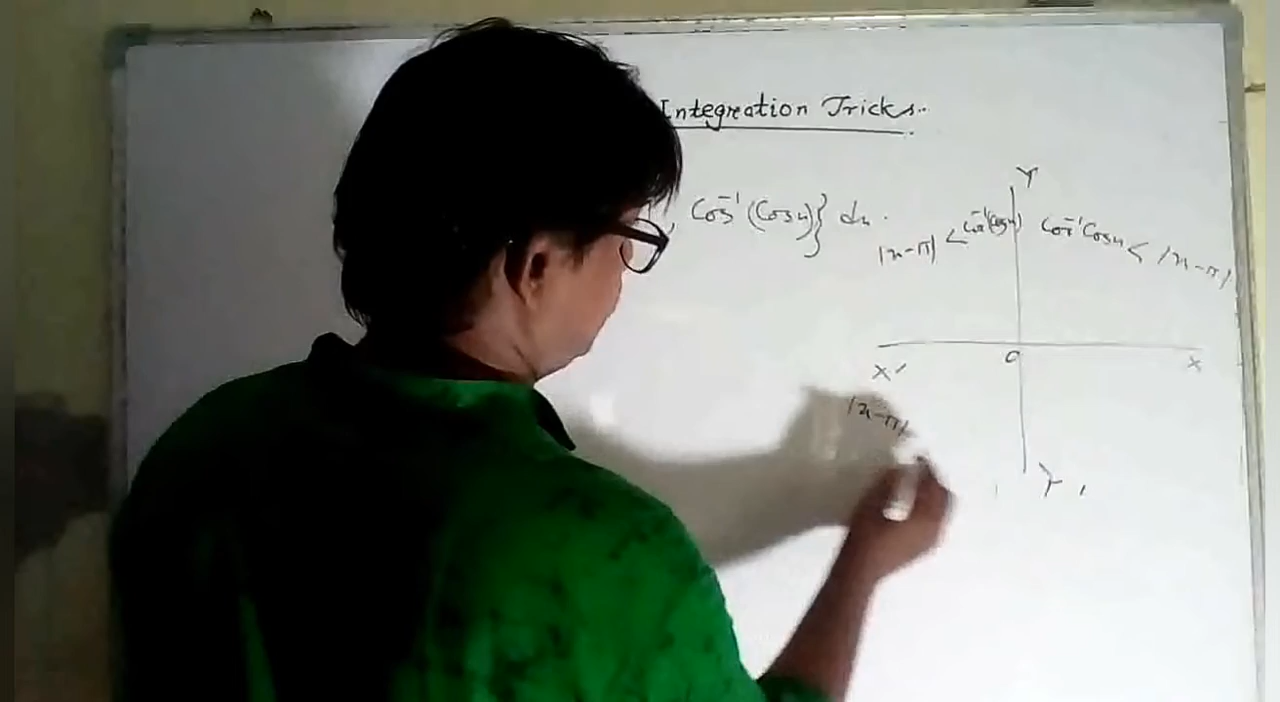 Integration Tricks..
Cos⁻¹(Cosx)} dx.
Y
|x-π| < Cos⁻¹(Cosx)
Cos⁻¹Cosx < |x-π|
O
X'
X
|x-π|
Y'